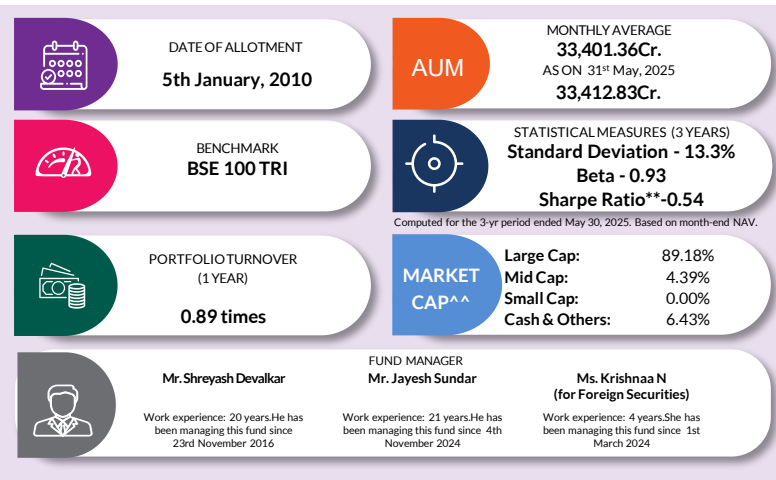 DATE OF ALLOTMENT
5th January, 2010
AUM
MONTHLY AVERAGE
33,401.36Cr.
AS ON 31st May, 2025
33,412.83Cr.
BENCHMARK
BSE 100 TRI
STATISTICAL MEASURES (3 YEARS)
Standard Deviation - 13.3%
Beta - 0.93
Sharpe Ratio**-0.54
Computed for the 3-yr period ended May 30, 2025. Based on month-end NAV.
PORTFOLIO TURNOVER
(1 YEAR)
0.89 times
MARKET
CAP^^
Large Cap: 89.18%
Mid Cap: 4.39%
Small Cap: 0.00%
Cash & Others: 6.43%
FUND MANAGER
Mr. Shreyash Devalkar
Work experience: 20 years.He has
been managing this fund since
23rd November 2016
Mr. Jayesh Sundar
Work experience: 21 years.He has
been managing this fund since 4th
November 2024
Ms. Krishnaa N
(for Foreign Securities)
Work experience: 4 years.She has
been managing this fund since 1st
March 2024